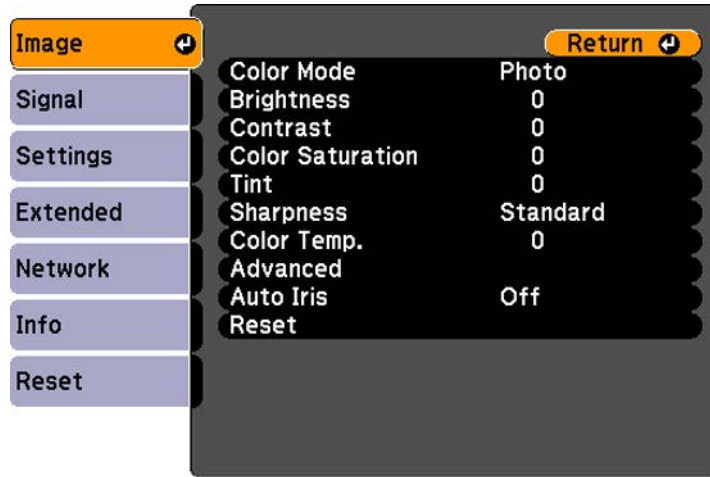 Image
Signal
Settings
Extended
Network
Info
Reset
Return
Color Mode Photo
Brightness 0
Contrast 0
Color Saturation 0
Tint 0
Sharpness Standard
Color Temp. 0
Advanced
Auto Iris Off
Reset